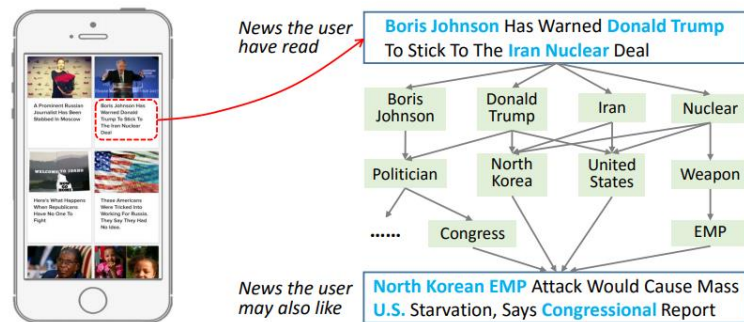 News the user
have read
Boris Johnson Has Warned Donald Trump
To Stick To The Iran Nuclear Deal
A Prominent Russian
Journalist Has Been
Stabbed In Moscow
Boris Johnson Has
Warned Donald
Trump To Stick To
The Iran Nuclear
Deal
WELCOME TO
Here's What Happens
When Republicans
Have No One To
Fight
These Americans
Were Tricked Into
Working For Russia.
They Say They Had
No Idea.
Boris
Johnson
Donald
Trump
Iran
Nuclear
Politician
North
Korea
United
States
Weapon
......
Congress
EMP
News the user
may also like
North Korean EMP Attack Would Cause Mass
U.S. Starvation, Says Congressional Report